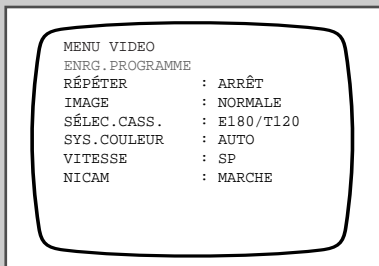 MENU VIDEO
ENRG.PROGRAMME
RÉPÉTER : ARRÊT
IMAGE : NORMALE
SÉLEC.CASS. : E180/T120
SYS.COULEUR : AUTO
VITESSE : SP
NICAM : MARCHE